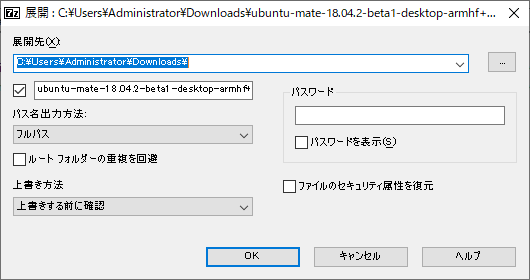 展開 : C:¥Users¥Administrator¥Downloads¥ubuntu-mate-18.04.2-beta1-desktop-armhf+...
展開先(X):
C:¥Users¥Administrator¥Downloads¥
...
ubuntu-mate-18.04.2-beta1-desktop-armhf+
パス名出力方法:
フルパス
ルート フォルダーの重複を回避
上書き方法
上書きする前に確認
パスワード
パスワードを表示(S)
ファイルのセキュリティ属性を復元
OK
キャンセル
ヘルプ